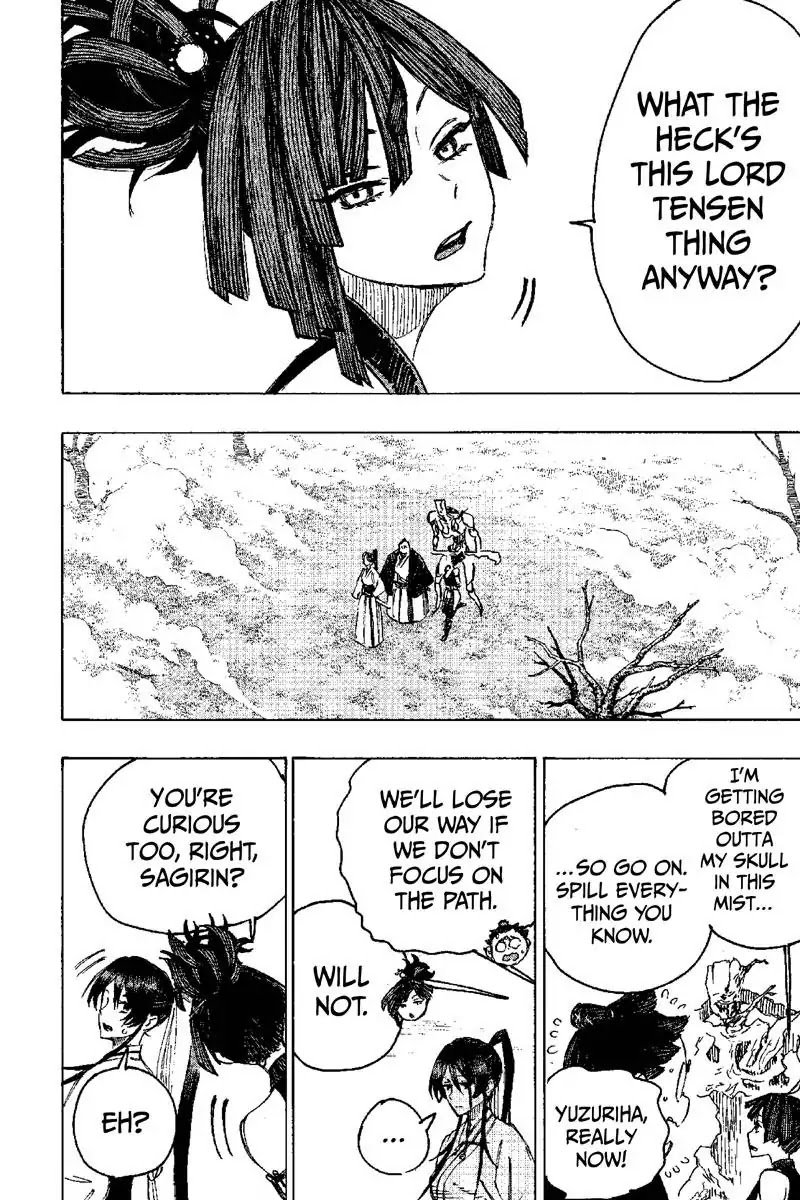 WHAT THE
HECK'S
THIS LORD
TENSEN
THING
ANYWAY?
I'M
GETTING
BORED
OUTTA
MY SKULL
IN THIS
MIST...
...SO GO ON.
SPILL EVERY-
THING YOU
KNOW.
YUZURIHA,
REALLY
NOW!
WE'LL LOSE
OUR WAY IF
WE DON'T
FOCUS ON
THE PATH.
WILL
NOT.
...
YOU'RE
CURIOUS
TOO, RIGHT,
SAGIRIN?
EH?